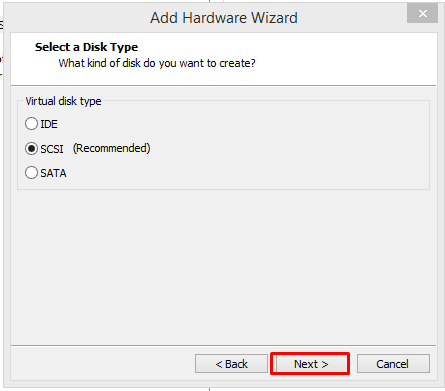 Add Hardware Wizard
Select a Disk Type
What kind of disk do you want to create?
Virtual disk type
IDE
SCSI (Recommended)
SATA
< Back Next > Cancel